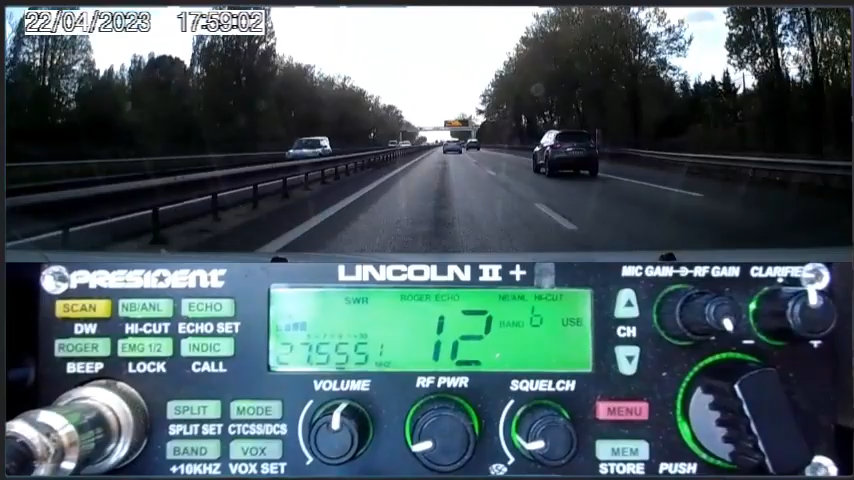 22/04/2023 17:59:02
PRESIDENT LINCOLN II + MIC GAIN RF GAIN CLARIFIER
SCAN NB/ANL ECHO
DW HI-CUT ECHO SET
ROGER EMG 1/2 INDIC
BEEP LOCK CALL
SWR ROGER ECHO NB/ANL HI-CUT
12 BAND 6 USB
27.555
CH
VOLUME RF PWR SQUELCH
SPLIT MODE
SPLIT SET CTCSS/DCS
BAND VOX
+10KHZ VOX SET
MENU
MEM
STORE PUSH
- +